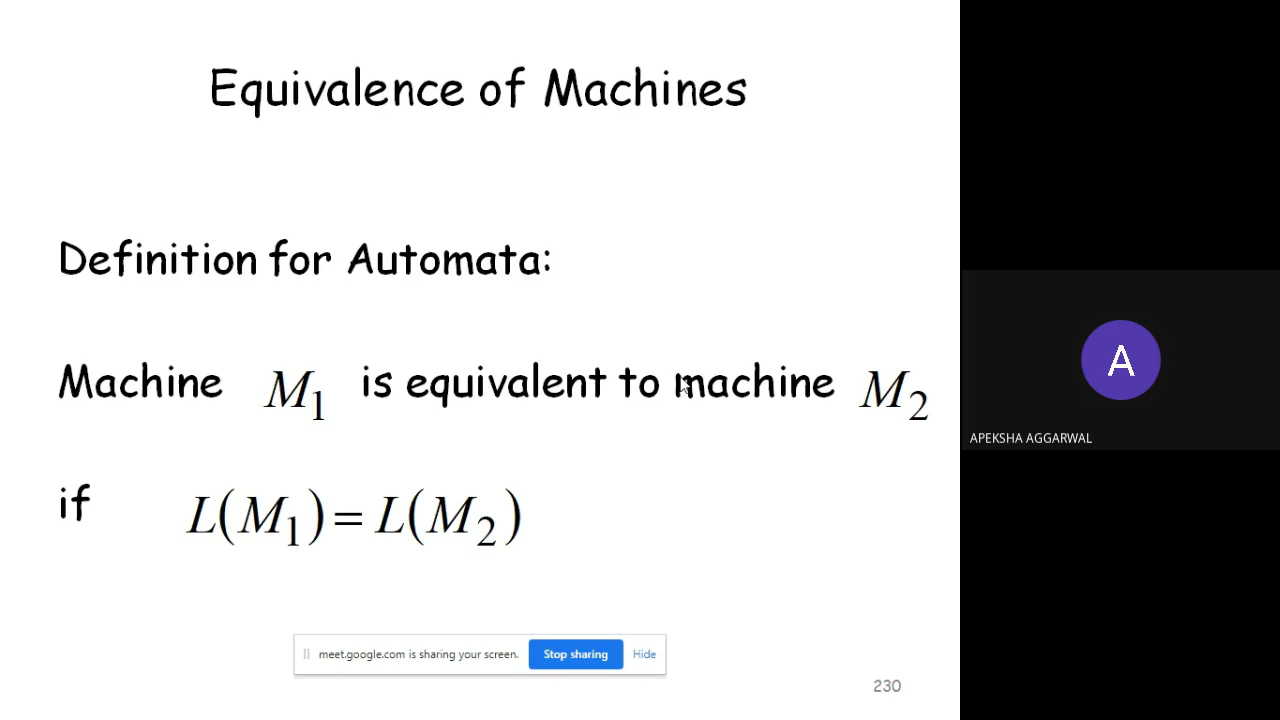 Equivalence of Machines
Definition for Automata:
Machine M₁ is equivalent to machine M₂
if L(M₁) = L(M₂)
A
APEKSHA AGGARWAL
meet.google.com is sharing your screen. Stop sharing Hide
230